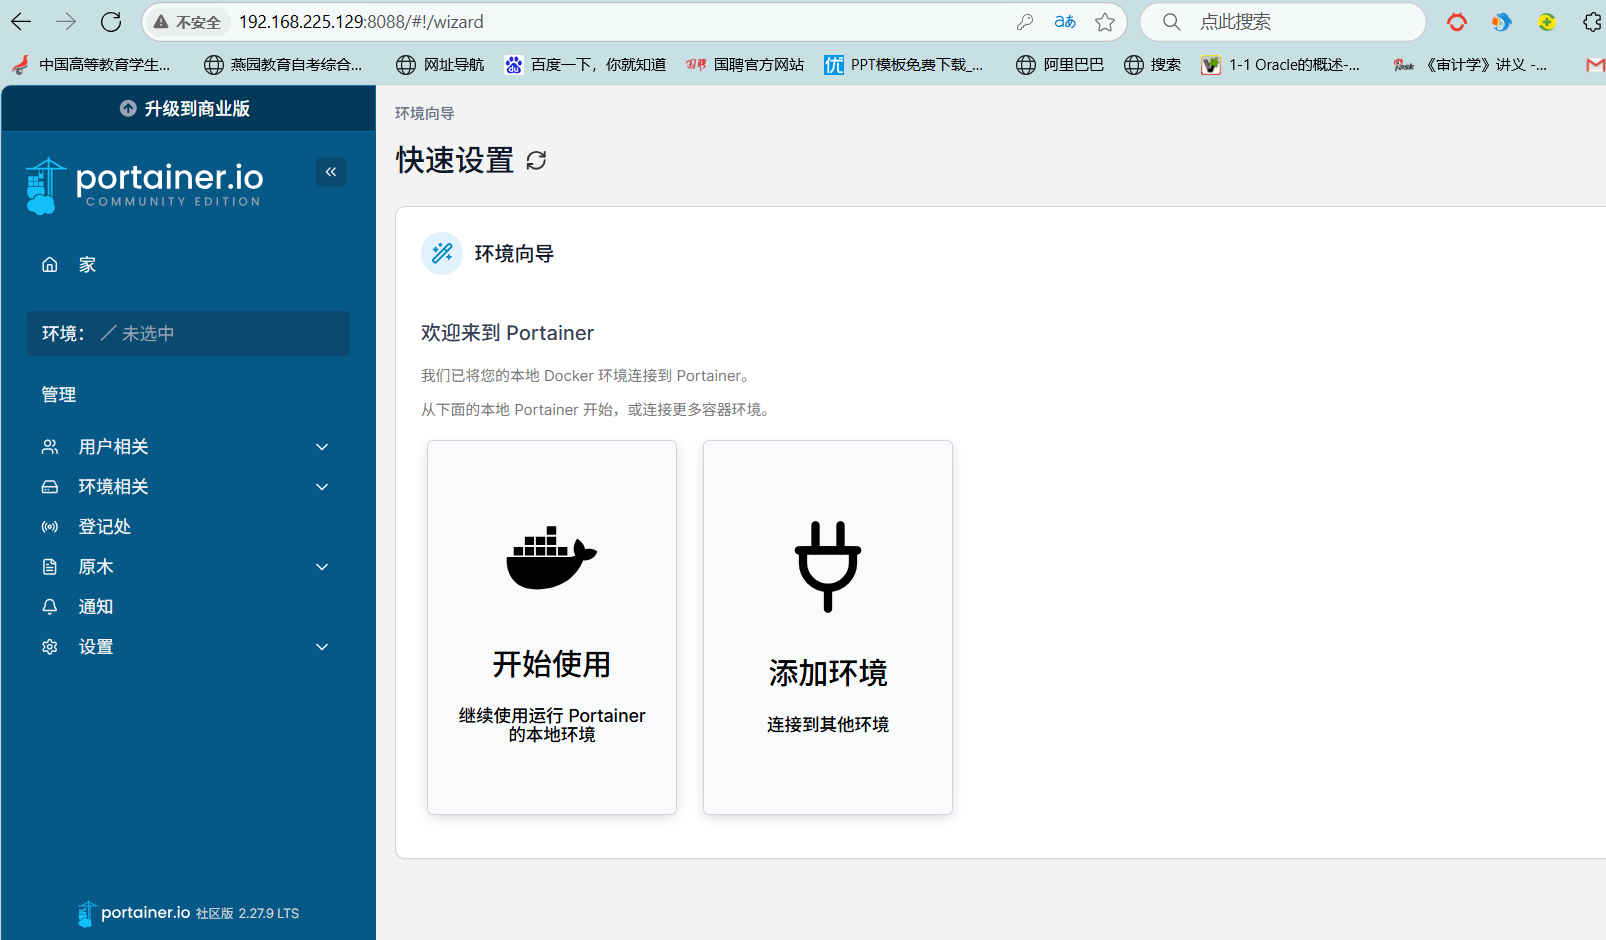 不安全
192.168.225.129:8088/#!/wizard
aあ
点此搜索
中国高等教育学生...
燕园教育自考综合...
网址导航
百度一下，你就知道
国聘
国聘官方网站
优
PPT模板免费下载_...
阿里巴巴
搜索
1-1 Oracle的概述-...
《审计学》讲义 -...
升级到商业版
portainer.io
COMMUNITY EDITION
«
家
环境：
未选中
管理
用户相关
环境相关
登记处
原木
通知
设置
portainer.io 社区版 2.27.9 LTS
环境向导
快速设置
环境向导
欢迎来到 Portainer
我们已将您的本地 Docker 环境连接到 Portainer。
从下面的本地 Portainer 开始，或连接更多容器环境。
开始使用
继续使用运行 Portainer
的本地环境
添加环境
连接到其他环境